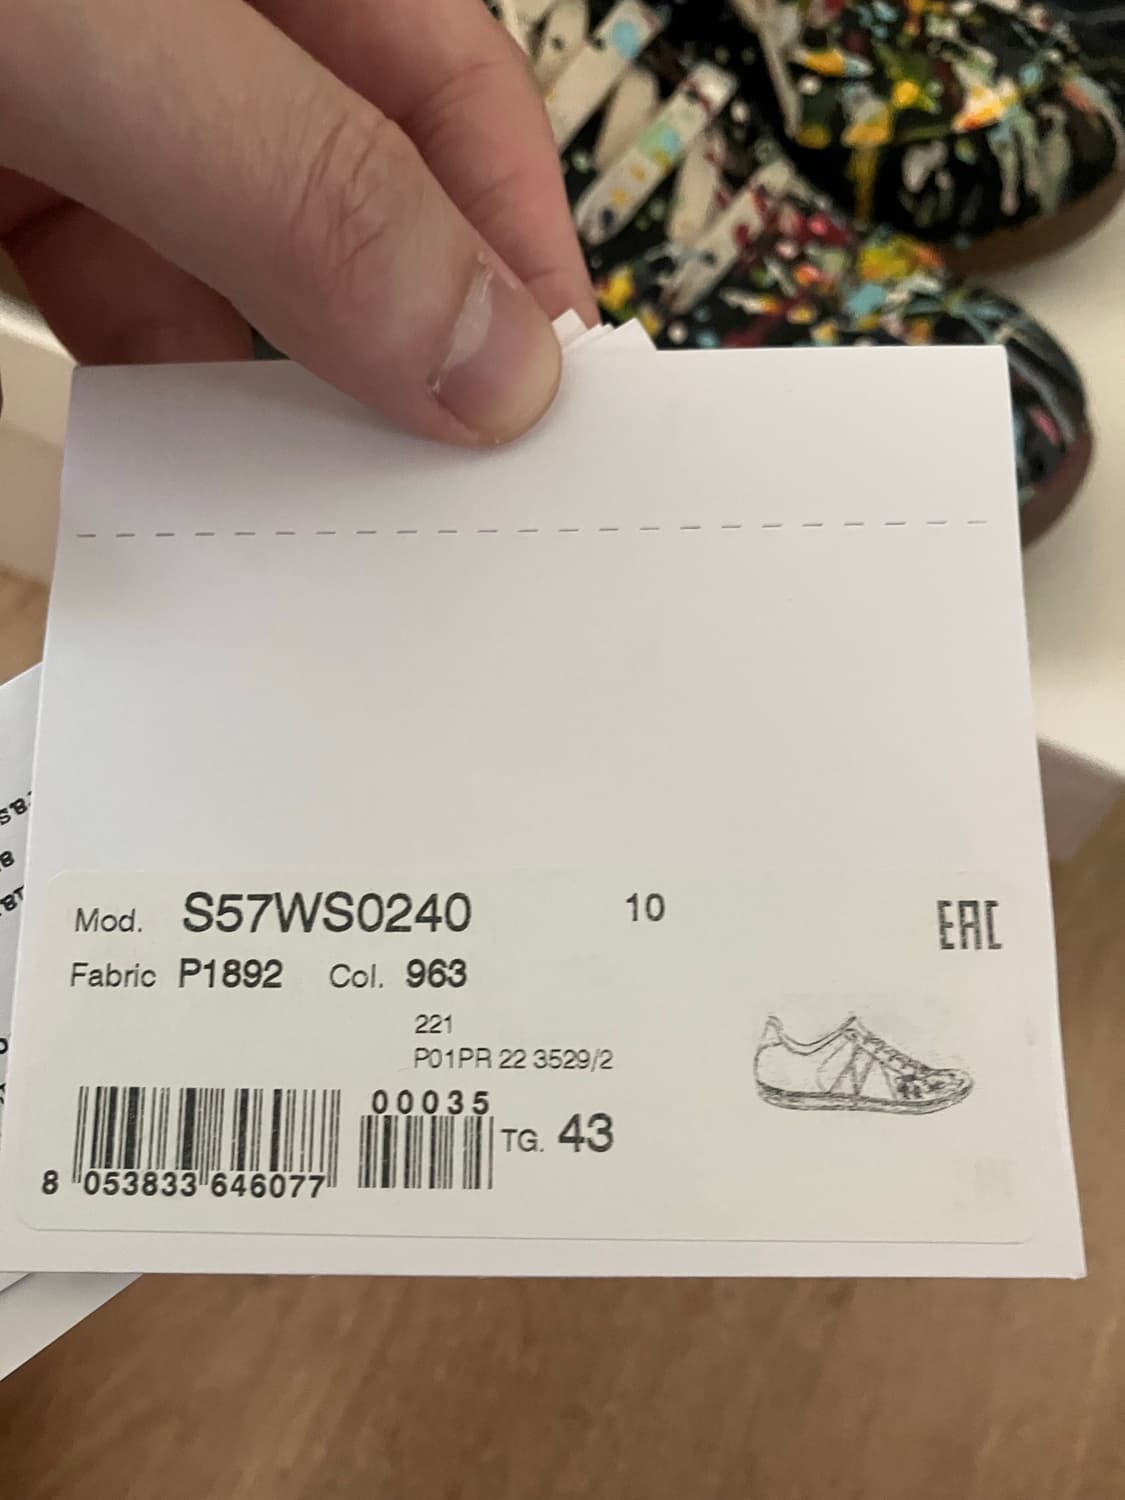 Mod. S57WS0240 10 EAC
Fabric P1892 Col. 963
221
P01PR 22 3529/2
00035
TG. 43
8 053833 646077